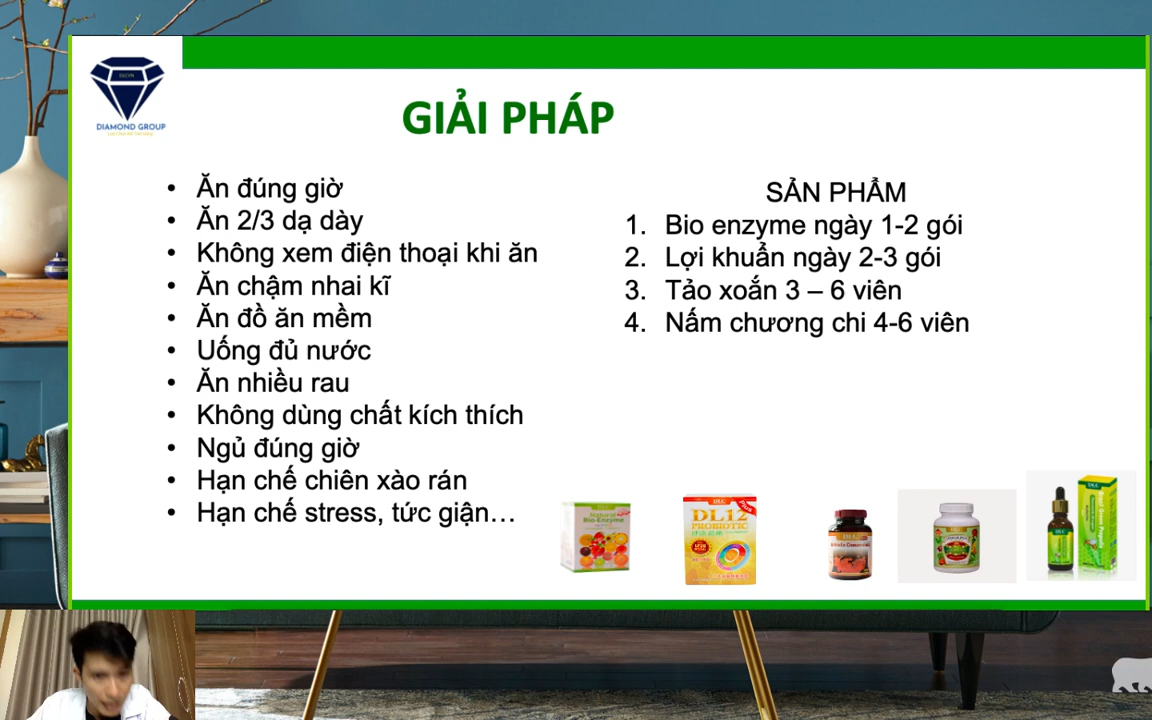 DIAMOND GROUP
GIẢI PHÁP
• Ăn đúng giờ
• Ăn 2/3 dạ dày
• Không xem điện thoại khi ăn
• Ăn chậm nhai kĩ
• Ăn đồ ăn mềm
• Uống đủ nước
• Ăn nhiều rau
• Không dùng chất kích thích
• Ngủ đúng giờ
• Hạn chế chiên xào rán
• Hạn chế stress, tức giận…
SẢN PHẨM
1. Bio enzyme ngày 1-2 gói
2. Lợi khuẩn ngày 2-3 gói
3. Tảo xoắn 3 – 6 viên
4. Nấm chương chi 4-6 viên
Natural
Bio-Enzyme
DL12
PROBIOTIC